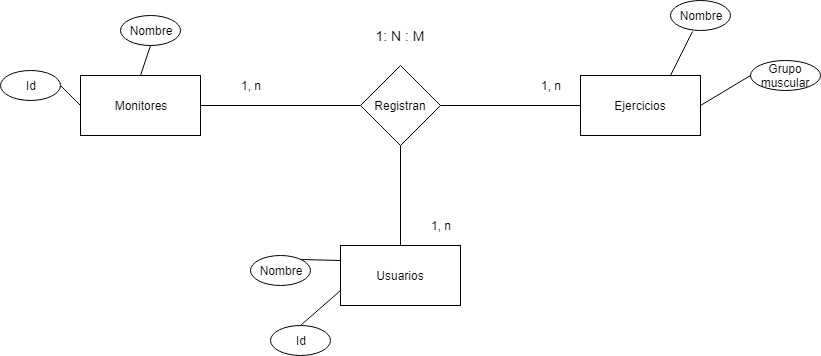 Nombre
1: N : M
Nombre
Id
Monitores
1, n
Registran
1, n
Ejercicios
Grupo
muscular
1, n
Nombre
Usuarios
Id